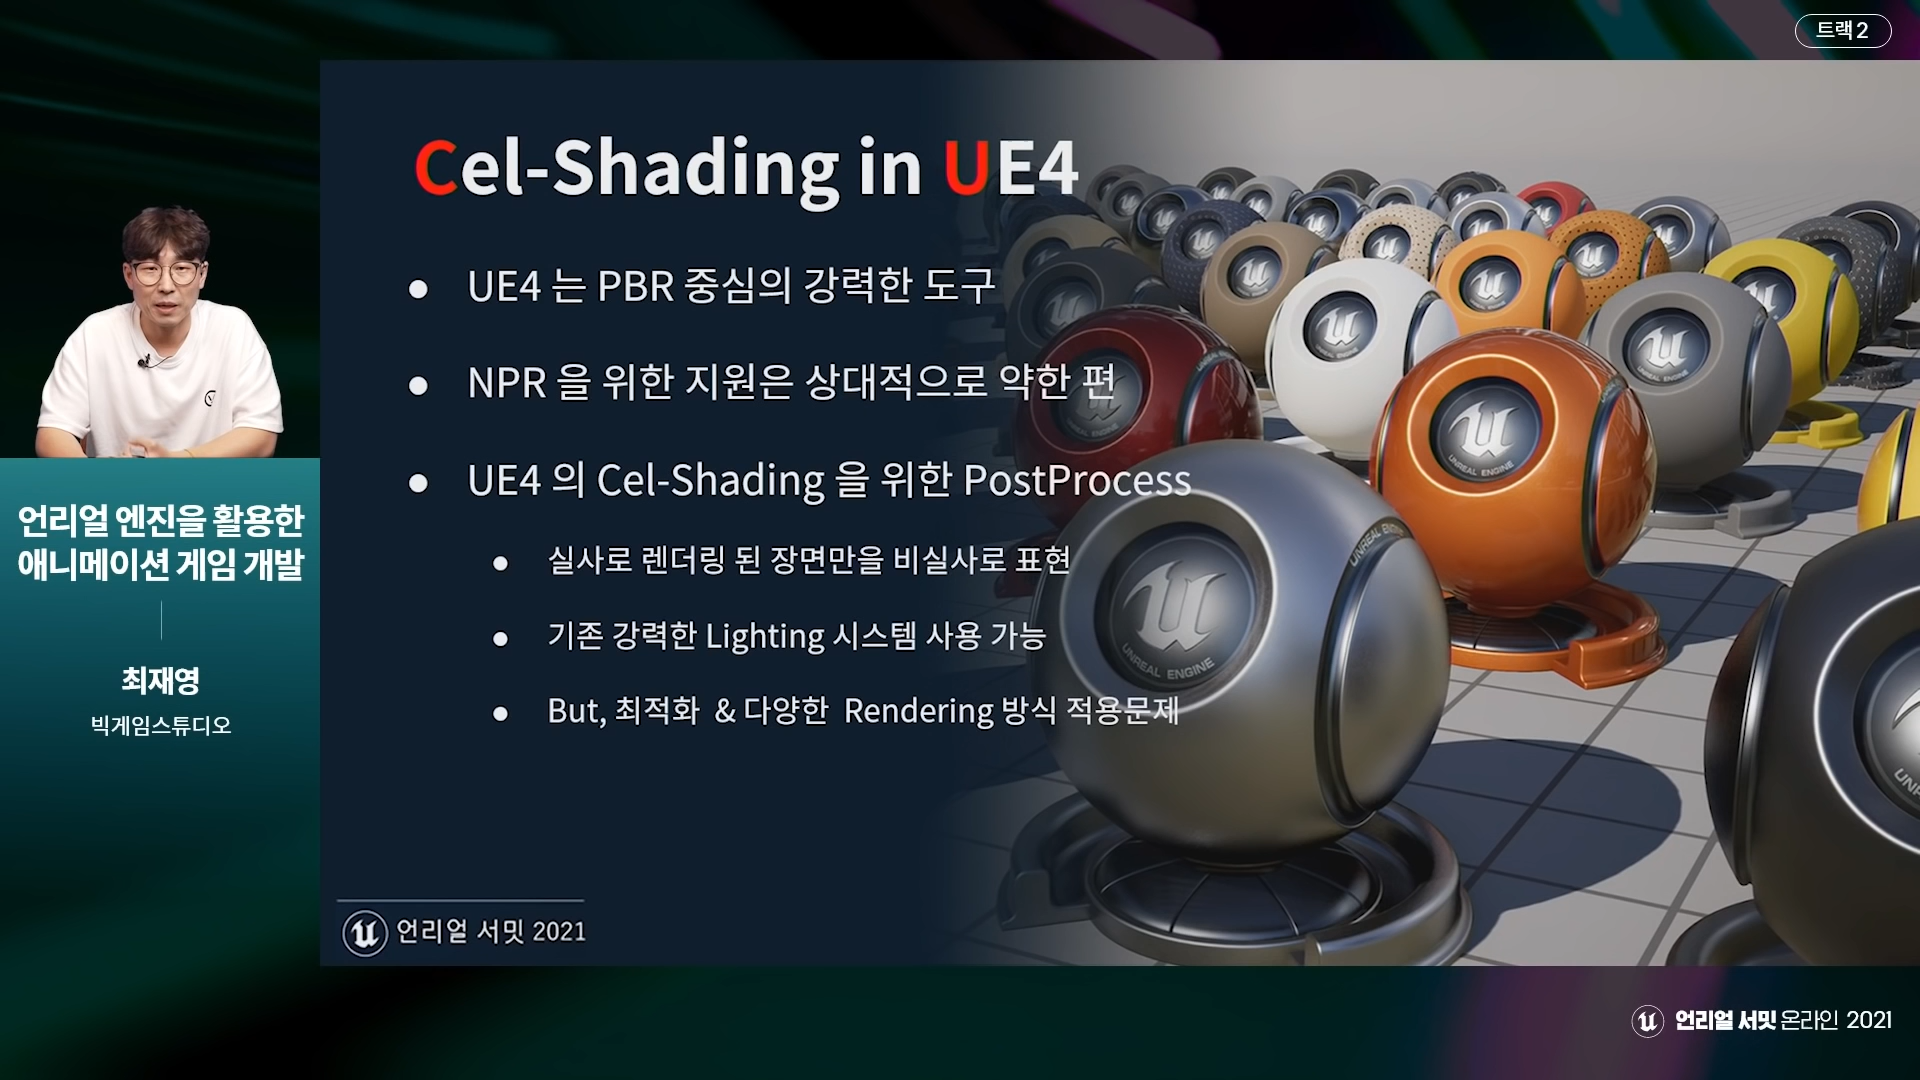 트랙2
Cel-Shading in UE4
UE4 는 PBR 중심의 강력한 도구
NPR 을 위한 지원은 상대적으로 약한 편
UE4 의 Cel-Shading 을 위한 PostProcess
실사로 렌더링 된 장면만을 비실사로 표현
기존 강력한 Lighting 시스템 사용 가능
But, 최적화 & 다양한 Rendering 방식 적용문제
언리얼 엔진을 활용한
애니메이션 게임 개발
최재영
빅게임스튜디오
UNREAL ENGINE
UNREAL ENGINE
UNREAL ENGINE
언리얼 서밋 2021
언리얼 서밋 온라인 2021